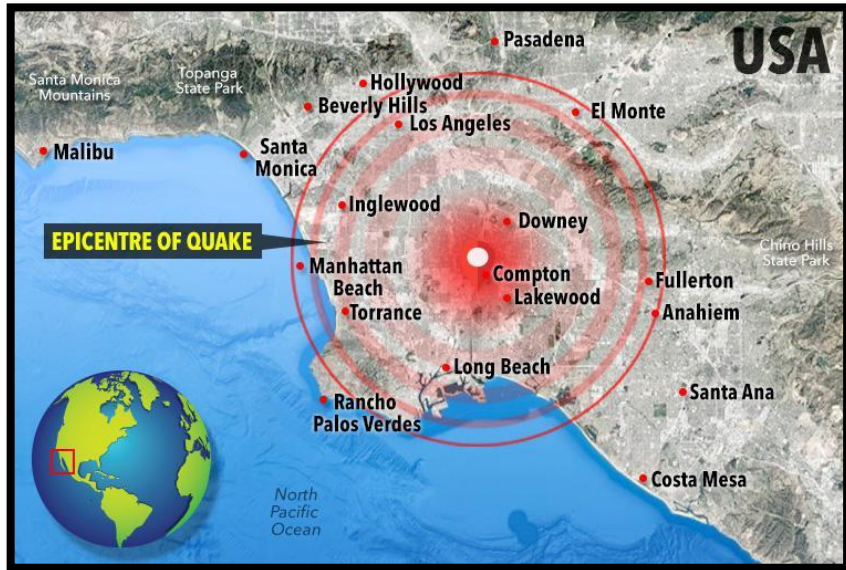 USA
Pasadena
Santa Monica
Mountains
Topanga
State Park
Hollywood
Beverly Hills
El Monte
Los Angeles
Malibu
Santa
Monica
Inglewood
Downey
EPICENTRE OF QUAKE
Chino Hills
State Park
Manhattan
Beach
Compton
Fullerton
Lakewood
Torrance
Anahiem
Long Beach
Santa Ana
Rancho
Palos Verdes
Costa Mesa
North
Pacific
Ocean